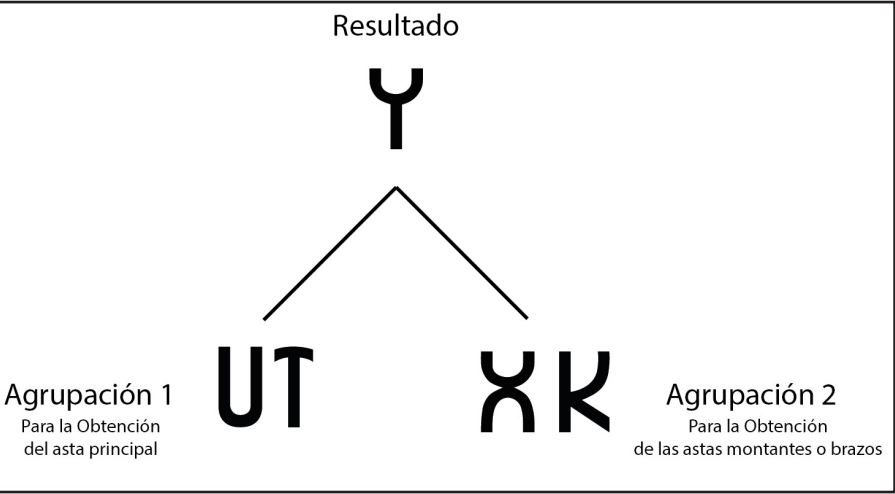 Resultado
Y
UT
XK
Agrupación 1
Para la Obtención
del asta principal
Agrupación 2
Para la Obtención
de las astas montantes o brazos